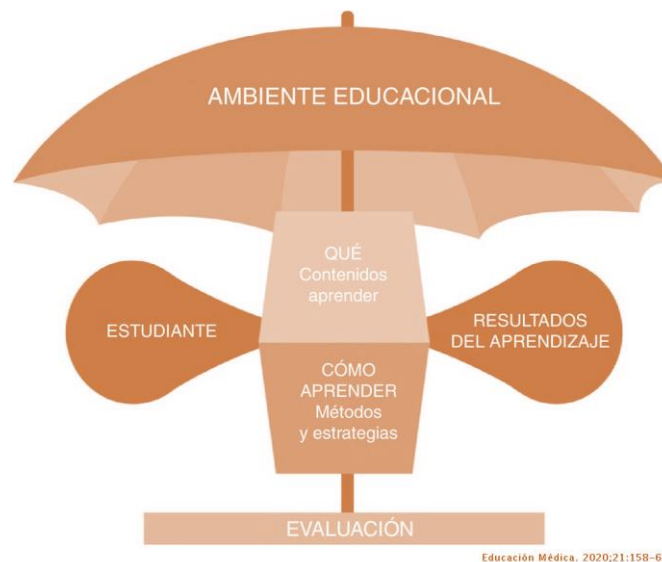 AMBIENTE EDUCACIONAL
QUÉ
Contenidos
aprender
ESTUDIANTE
RESULTADOS
DEL APRENDIZAJE
CÓMO
APRENDER
Métodos
y estrategias
EVALUACIÓN
Educación Médica. 2020;21:158-6